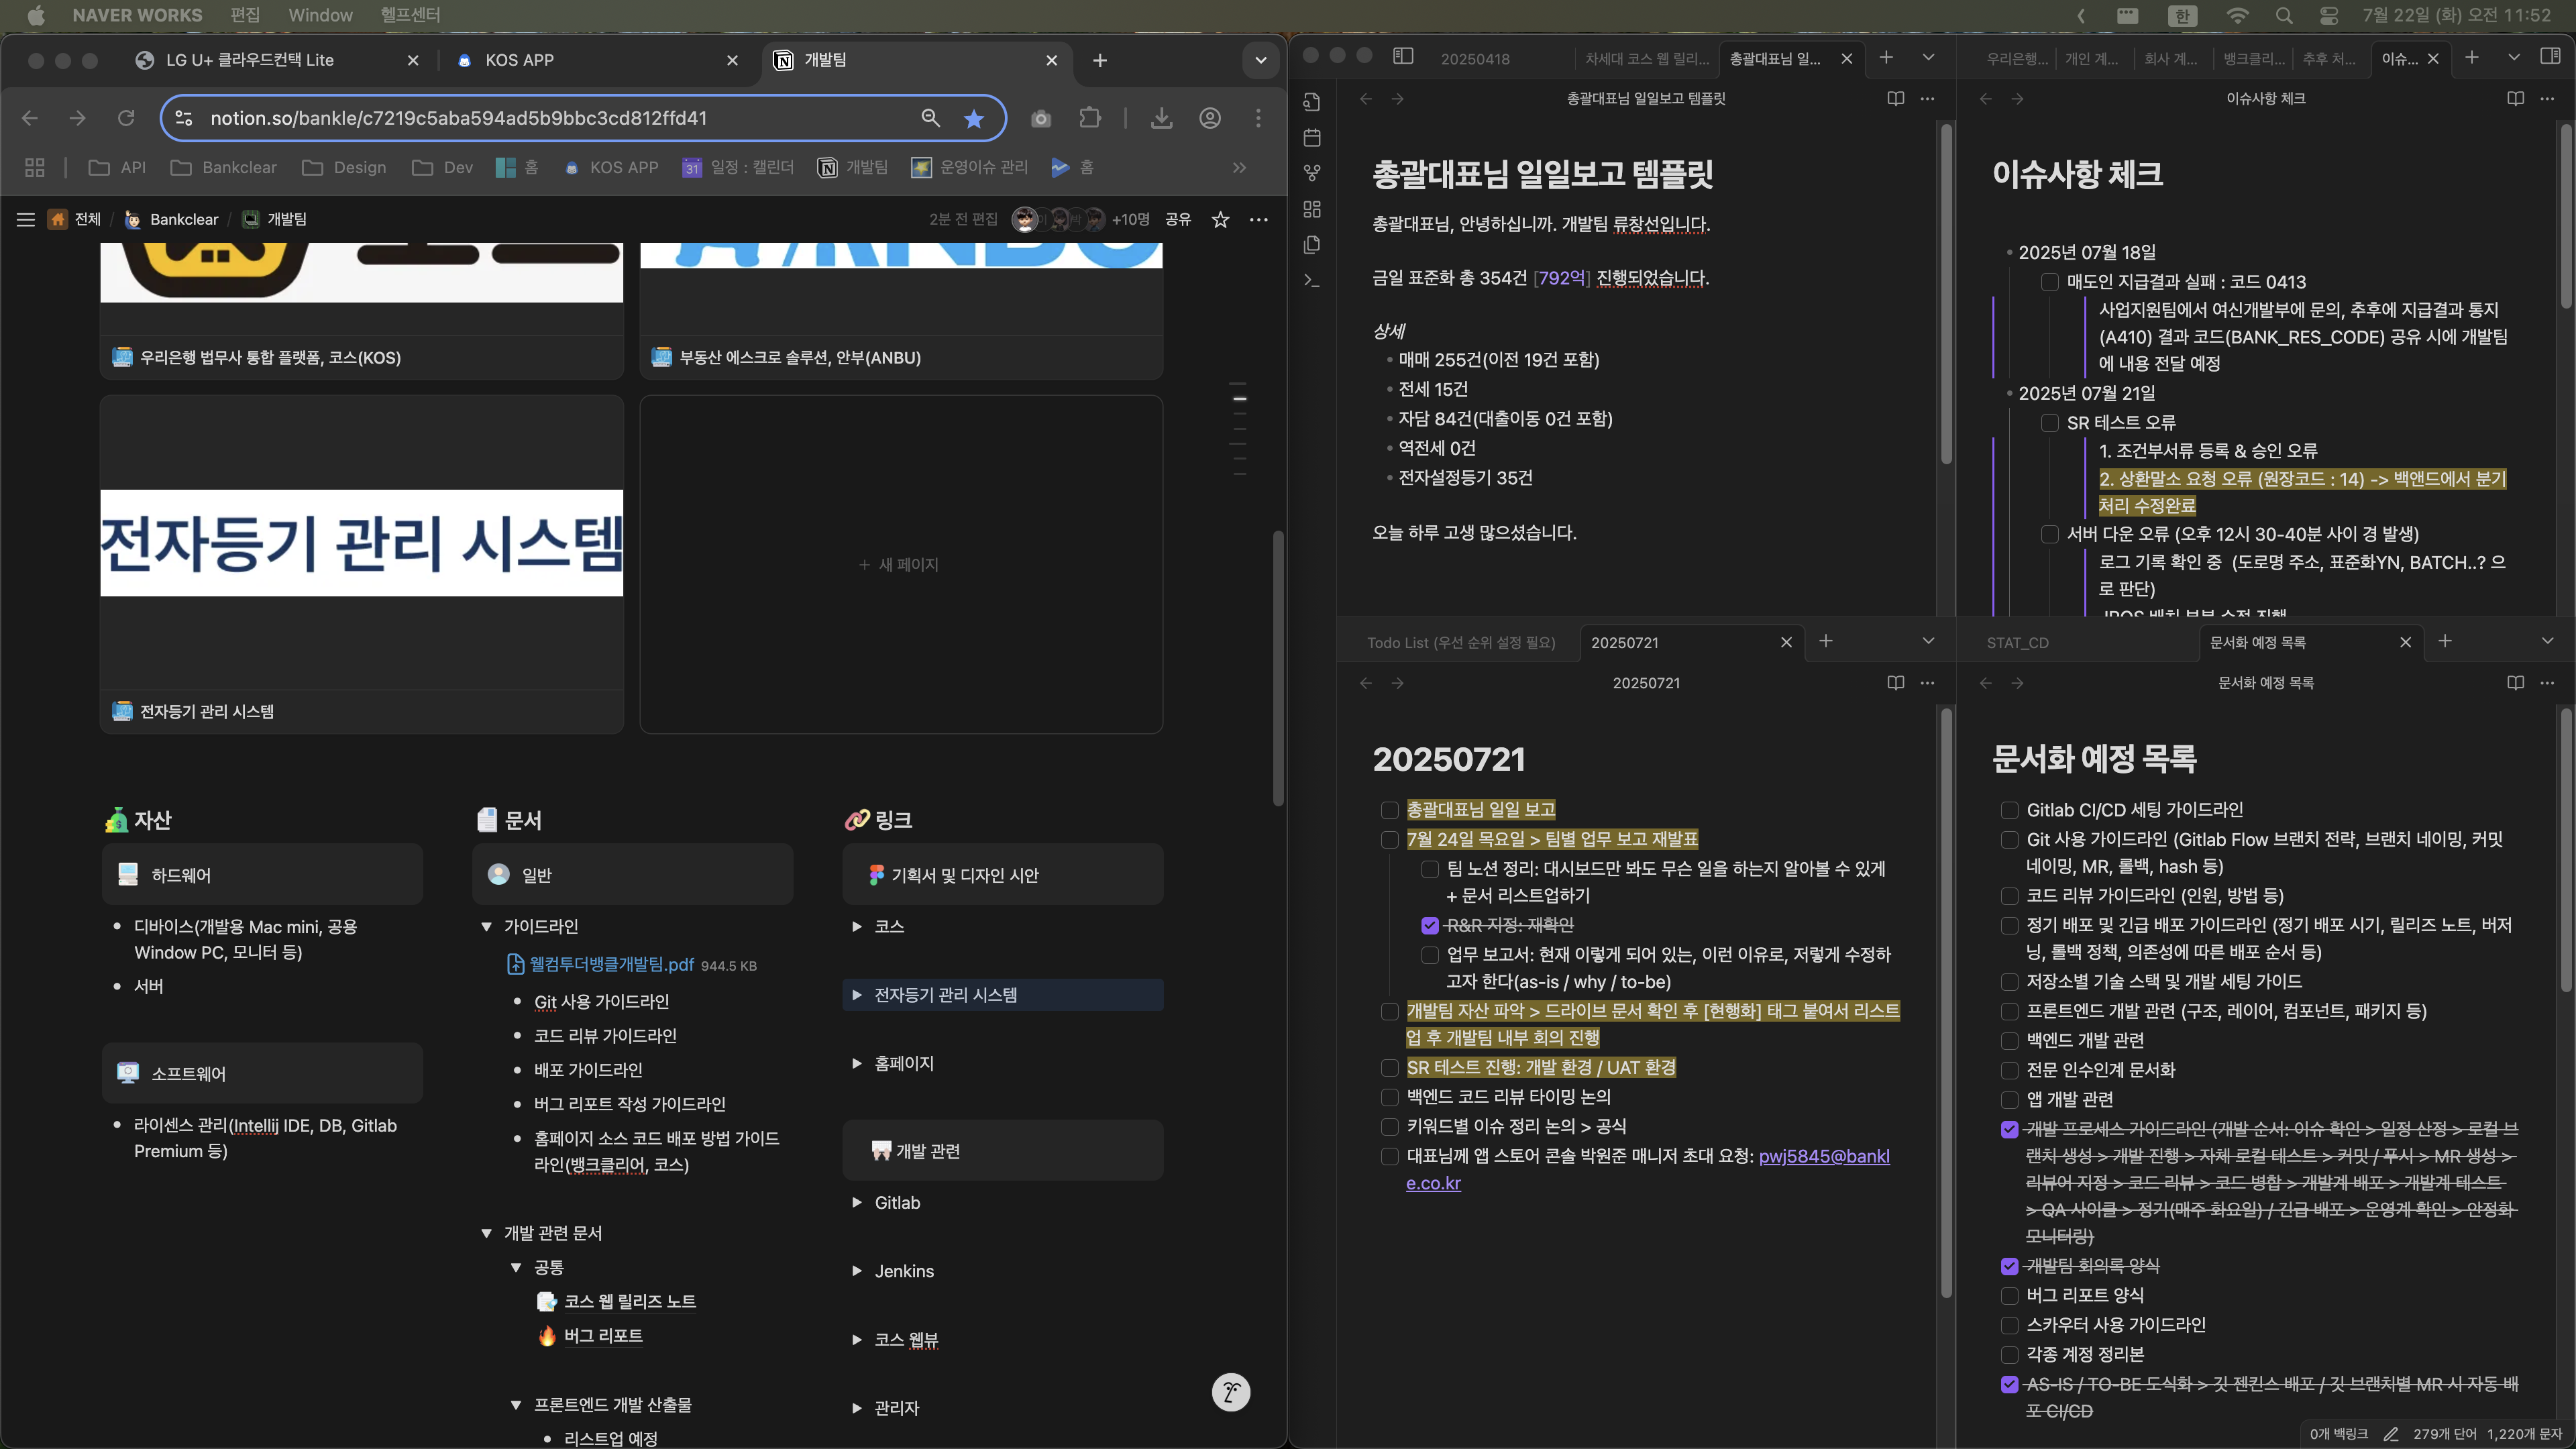 NAVER WORKS 편집 Window 헬프센터
한 7월 22일 (화) 오전 11:52
LG U+ 클라우드컨택 Lite
KOS APP
개발팀
notion.so/bankle/c7219c5aba594ad5b9bbc3cd812ffd41
API Bankclear Design Dev 홈 KOS APP 31 일정 : 캘린더 개발팀 운영이슈 관리 홈
전체 / Bankclear / 개발팀
2분 전 편집 +10명 공유
우리은행 법무사 통합 플랫폼, 코스(KOS)
부동산 에스크로 솔루션, 안부(ANBU)
전자등기 관리 시스템
+ 새 페이지
전자등기 관리 시스템
자산
하드웨어
디바이스(개발용 Mac mini, 공용
Window PC, 모니터 등)
서버
소프트웨어
라이센스 관리(Intellij IDE, DB, Gitlab
Premium 등)
문서
일반
가이드라인
웰컴투더뱅클개발팀.pdf 944.5 KB
Git 사용 가이드라인
코드 리뷰 가이드라인
배포 가이드라인
버그 리포트 작성 가이드라인
홈페이지 소스 코드 배포 방법 가이드
라인(뱅크클리어, 코스)
개발 관련 문서
공통
코스 웹 릴리즈 노트
버그 리포트
프론트엔드 개발 산출물
리스트업 예정
링크
기획서 및 디자인 시안
코스
전자등기 관리 시스템
홈페이지
개발 관련
Gitlab
Jenkins
코스 웹뷰
관리자
20250418
차세대 코스 웹 릴리...
총괄대표님 일...
총괄대표님 일일보고 템플릿
총괄대표님 일일보고 템플릿
총괄대표님, 안녕하십니까. 개발팀 류창선입니다.
금일 표준화 총 354건 [792억] 진행되었습니다.
상세
매매 255건(이전 19건 포함)
전세 15건
자담 84건(대출이동 0건 포함)
역전세 0건
전자설정등기 35건
오늘 하루 고생 많으셨습니다.
우리은행...
개인 계...
회사 계...
뱅크클리...
추후 처...
이슈...
이슈사항 체크
이슈사항 체크
2025년 07월 18일
매도인 지급결과 실패 : 코드 0413
사업지원팀에서 여신개발부에 문의, 추후에 지급결과 통지
(A410) 결과 코드(BANK_RES_CODE) 공유 시에 개발팀
에 내용 전달 예정
2025년 07월 21일
SR 테스트 오류
1. 조건부서류 등록 & 승인 오류
2. 상환말소 요청 오류 (원장코드 : 14) -> 백앤드에서 분기
처리 수정완료
서버 다운 오류 (오후 12시 30-40분 사이 경 발생)
로그 기록 확인 중 (도로명 주소, 표준화YN, BATCH..? 으
로 판단)
Todo List (우선 순위 설정 필요)
20250721
20250721
20250721
총괄대표님 일일 보고
7월 24일 목요일 > 팀별 업무 보고 재발표
팀 노션 정리: 대시보드만 봐도 무슨 일을 하는지 알아볼 수 있게
+ 문서 리스트업하기
R&R 지정: 재확인
업무 보고서: 현재 이렇게 되어 있는, 이런 이유로, 저렇게 수정하
고자 한다(as-is / why / to-be)
개발팀 자산 파악 > 드라이브 문서 확인 후 [현행화] 태그 붙여서 리스트
업 후 개발팀 내부 회의 진행
SR 테스트 진행: 개발 환경 / UAT 환경
백엔드 코드 리뷰 타이밍 논의
키워드별 이슈 정리 논의 > 공식
대표님께 앱 스토어 콘솔 박원준 매니저 초대 요청: pwj5845@bankl
e.co.kr
STAT_CD
문서화 예정 목록
문서화 예정 목록
문서화 예정 목록
Gitlab CI/CD 세팅 가이드라인
Git 사용 가이드라인 (Gitlab Flow 브랜치 전략, 브랜치 네이밍, 커밋
네이밍, MR, 롤백, hash 등)
코드 리뷰 가이드라인 (인원, 방법 등)
정기 배포 및 긴급 배포 가이드라인 (정기 배포 시기, 릴리즈 노트, 버저
닝, 롤백 정책, 의존성에 따른 배포 순서 등)
저장소별 기술 스택 및 개발 세팅 가이드
프론트엔드 개발 관련 (구조, 레이어, 컴포넌트, 패키지 등)
백엔드 개발 관련
전문 인수인계 문서화
앱 개발 관련
개발 프로세스 가이드라인 (개발 순서: 이슈 확인 > 일정 산정 > 로컬 브
랜치 생성 > 개발 진행 > 자체 로컬 테스트 > 커밋 / 푸시 > MR 생성 >
리뷰어 지정 > 코드 리뷰 > 코드 병합 > 개발계 배포 > 개발계 테스트
> QA 사이클 > 정기(매주 화요일) / 긴급 배포 > 운영계 확인 > 안정화
모니터링)
개발팀 회의록 양식
버그 리포트 양식
스카우터 사용 가이드라인
각종 계정 정리본
AS-IS / TO-BE 도식화 > 깃 젠킨스 배포 / 깃 브랜치별 MR 시 자동 배
포 CI/CD
0개 백링크 279개 단어 1,220개 문자